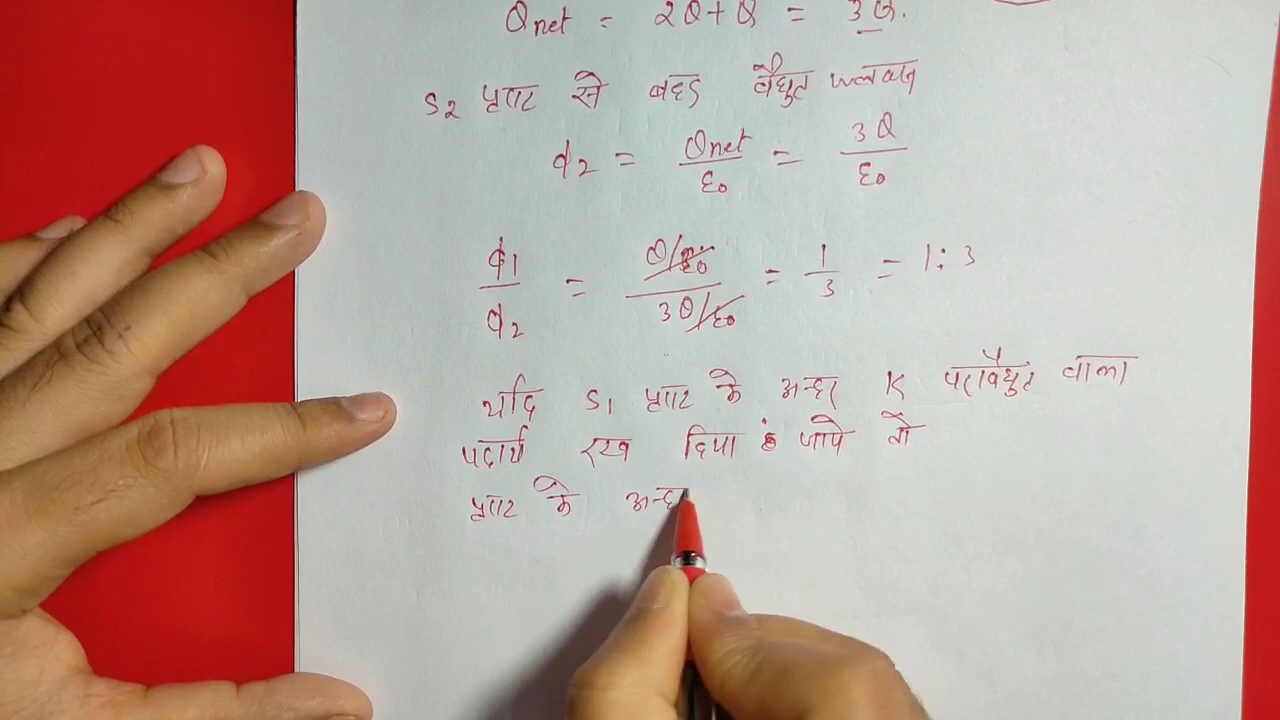 Qnet = 2Q+Q = 3Q.
S2 पृष्ठ से बद्ध वैद्युत फ्लक्स
ϕ2 = Qnet/ε0 = 3Q/ε0
ϕ1/ϕ2 = Q/ε0 / 3Q/ε0 = 1/3 = 1:3
यदि S1 पृष्ठ के अन्दर K परावैद्युत वाला
पदार्थ रख दिया जाये तो
पृष्ठ के अन्द